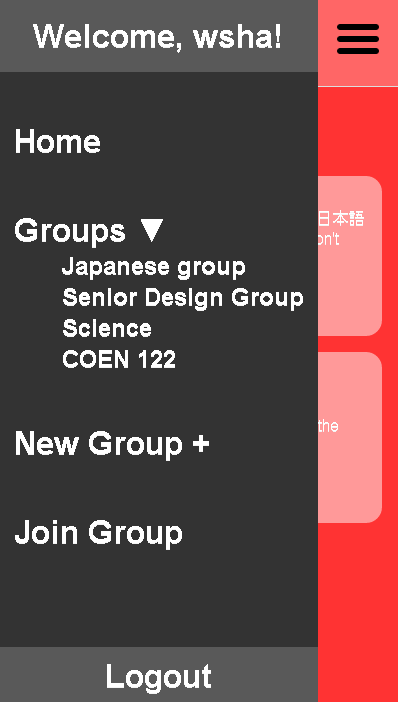 Welcome, wsha!
Home
Groups ▼
Japanese group
Senior Design Group
Science
COEN 122
New Group +
Join Group
Logout
日本語
on't
the